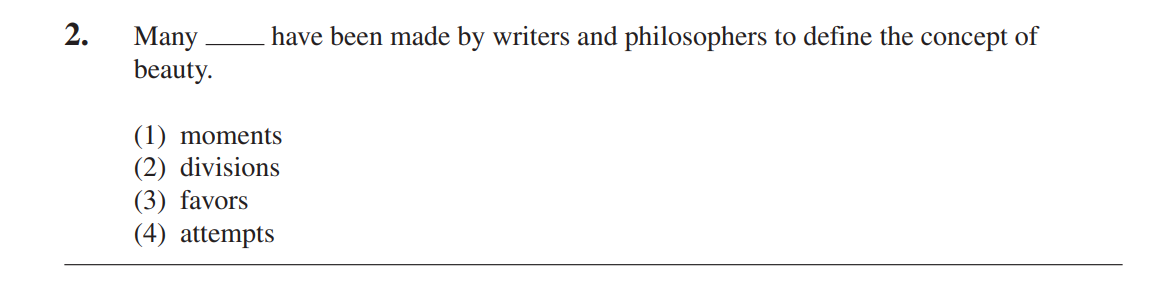 2. Many _____ have been made by writers and philosophers to define the concept of
beauty.
(1) moments
(2) divisions
(3) favors
(4) attempts